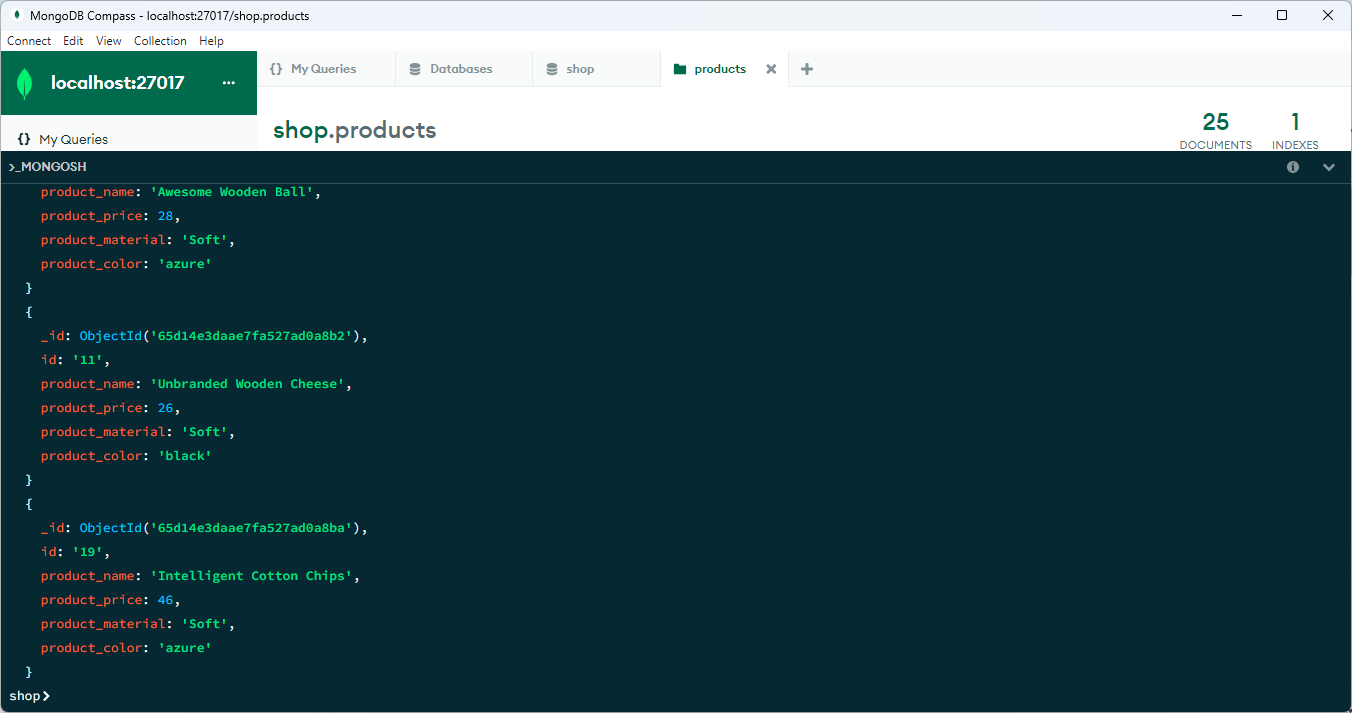 MongoDB Compass - localhost:27017/shop.products
Connect Edit View Collection Help
localhost:27017 ...
{} My Queries Databases shop products
{} My Queries
shop.products
25 1
DOCUMENTS INDEXES
>_MONGOSH
product_name: 'Awesome Wooden Ball',
product_price: 28,
product_material: 'Soft',
product_color: 'azure'
}
{
_id: ObjectId('65d14e3daae7fa527ad0a8b2'),
id: '11',
product_name: 'Unbranded Wooden Cheese',
product_price: 26,
product_material: 'Soft',
product_color: 'black'
}
{
_id: ObjectId('65d14e3daae7fa527ad0a8ba'),
id: '19',
product_name: 'Intelligent Cotton Chips',
product_price: 46,
product_material: 'Soft',
product_color: 'azure'
}
shop>